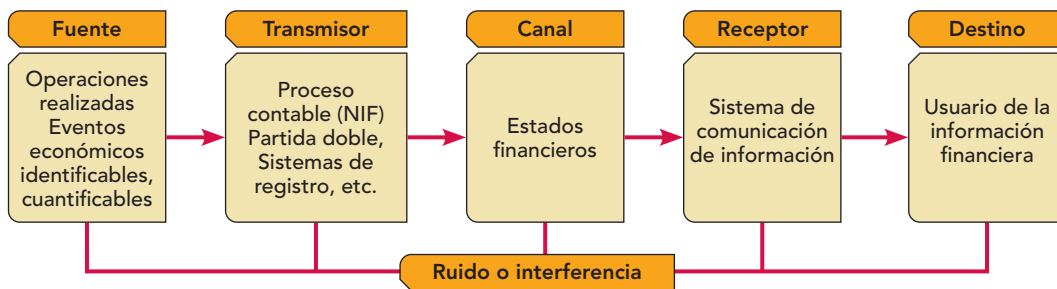 Fuente
Operaciones
realizadas
Eventos
económicos
identificables,
cuantificables
Transmisor
Proceso
contable (NIF)
Partida doble,
Sistemas de
registro, etc.
Canal
Estados
financieros
Receptor
Sistema de
comunicación
de información
Destino
Usuario de la
información
financiera
Ruido o interferencia